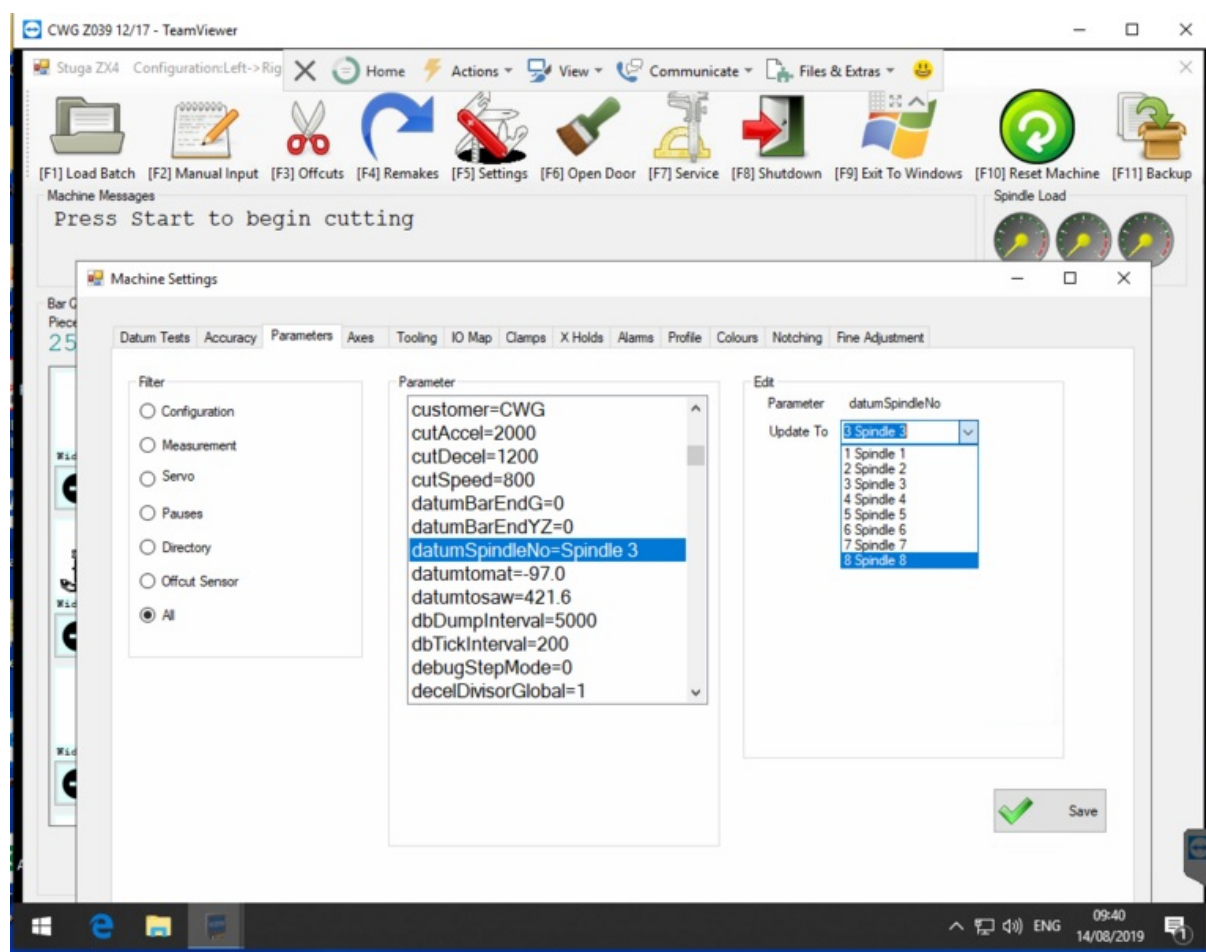 CWG Z039 12/17 - TeamViewer
Stuga ZX4 Configuration:Left->Rig
Home Actions View Communicate Files & Extras
[F1] Load Batch [F2] Manual Input [F3] Offcuts [F4] Remakes [F5] Settings [F6] Open Door [F7] Service [F8] Shutdown [F9] Exit To Windows [F10] Reset Machine [F11] Backup
Machine Messages
Spindle Load
Press Start to begin cutting
Machine Settings
Bar
Piece
25
Datum Tests Accuracy Parameters Axes Tooling IO Map Clamps X Holds Alarms Profile Colours Notching Fine Adjustment
Filter
Configuration
Measurement
Servo
Pauses
Directory
Offcut Sensor
All
Parameter
customer=CWG
cutAccel=2000
cutDecel=1200
cutSpeed=800
datumBarEndG=0
datumBarEndYZ=0
datumSpindleNo=Spindle 3
datumtomat=-97.0
datumtosaw=421.6
dbDumpInterval=5000
dbTickInterval=200
debugStepMode=0
decelDivisorGlobal=1
Edit
Parameter datumSpindleNo
Update To 3 Spindle 3
1 Spindle 1
2 Spindle 2
3 Spindle 3
4 Spindle 4
5 Spindle 5
6 Spindle 6
7 Spindle 7
8 Spindle 8
Wid
Wid
Wid
Save
ENG
09:40
14/08/2019
1